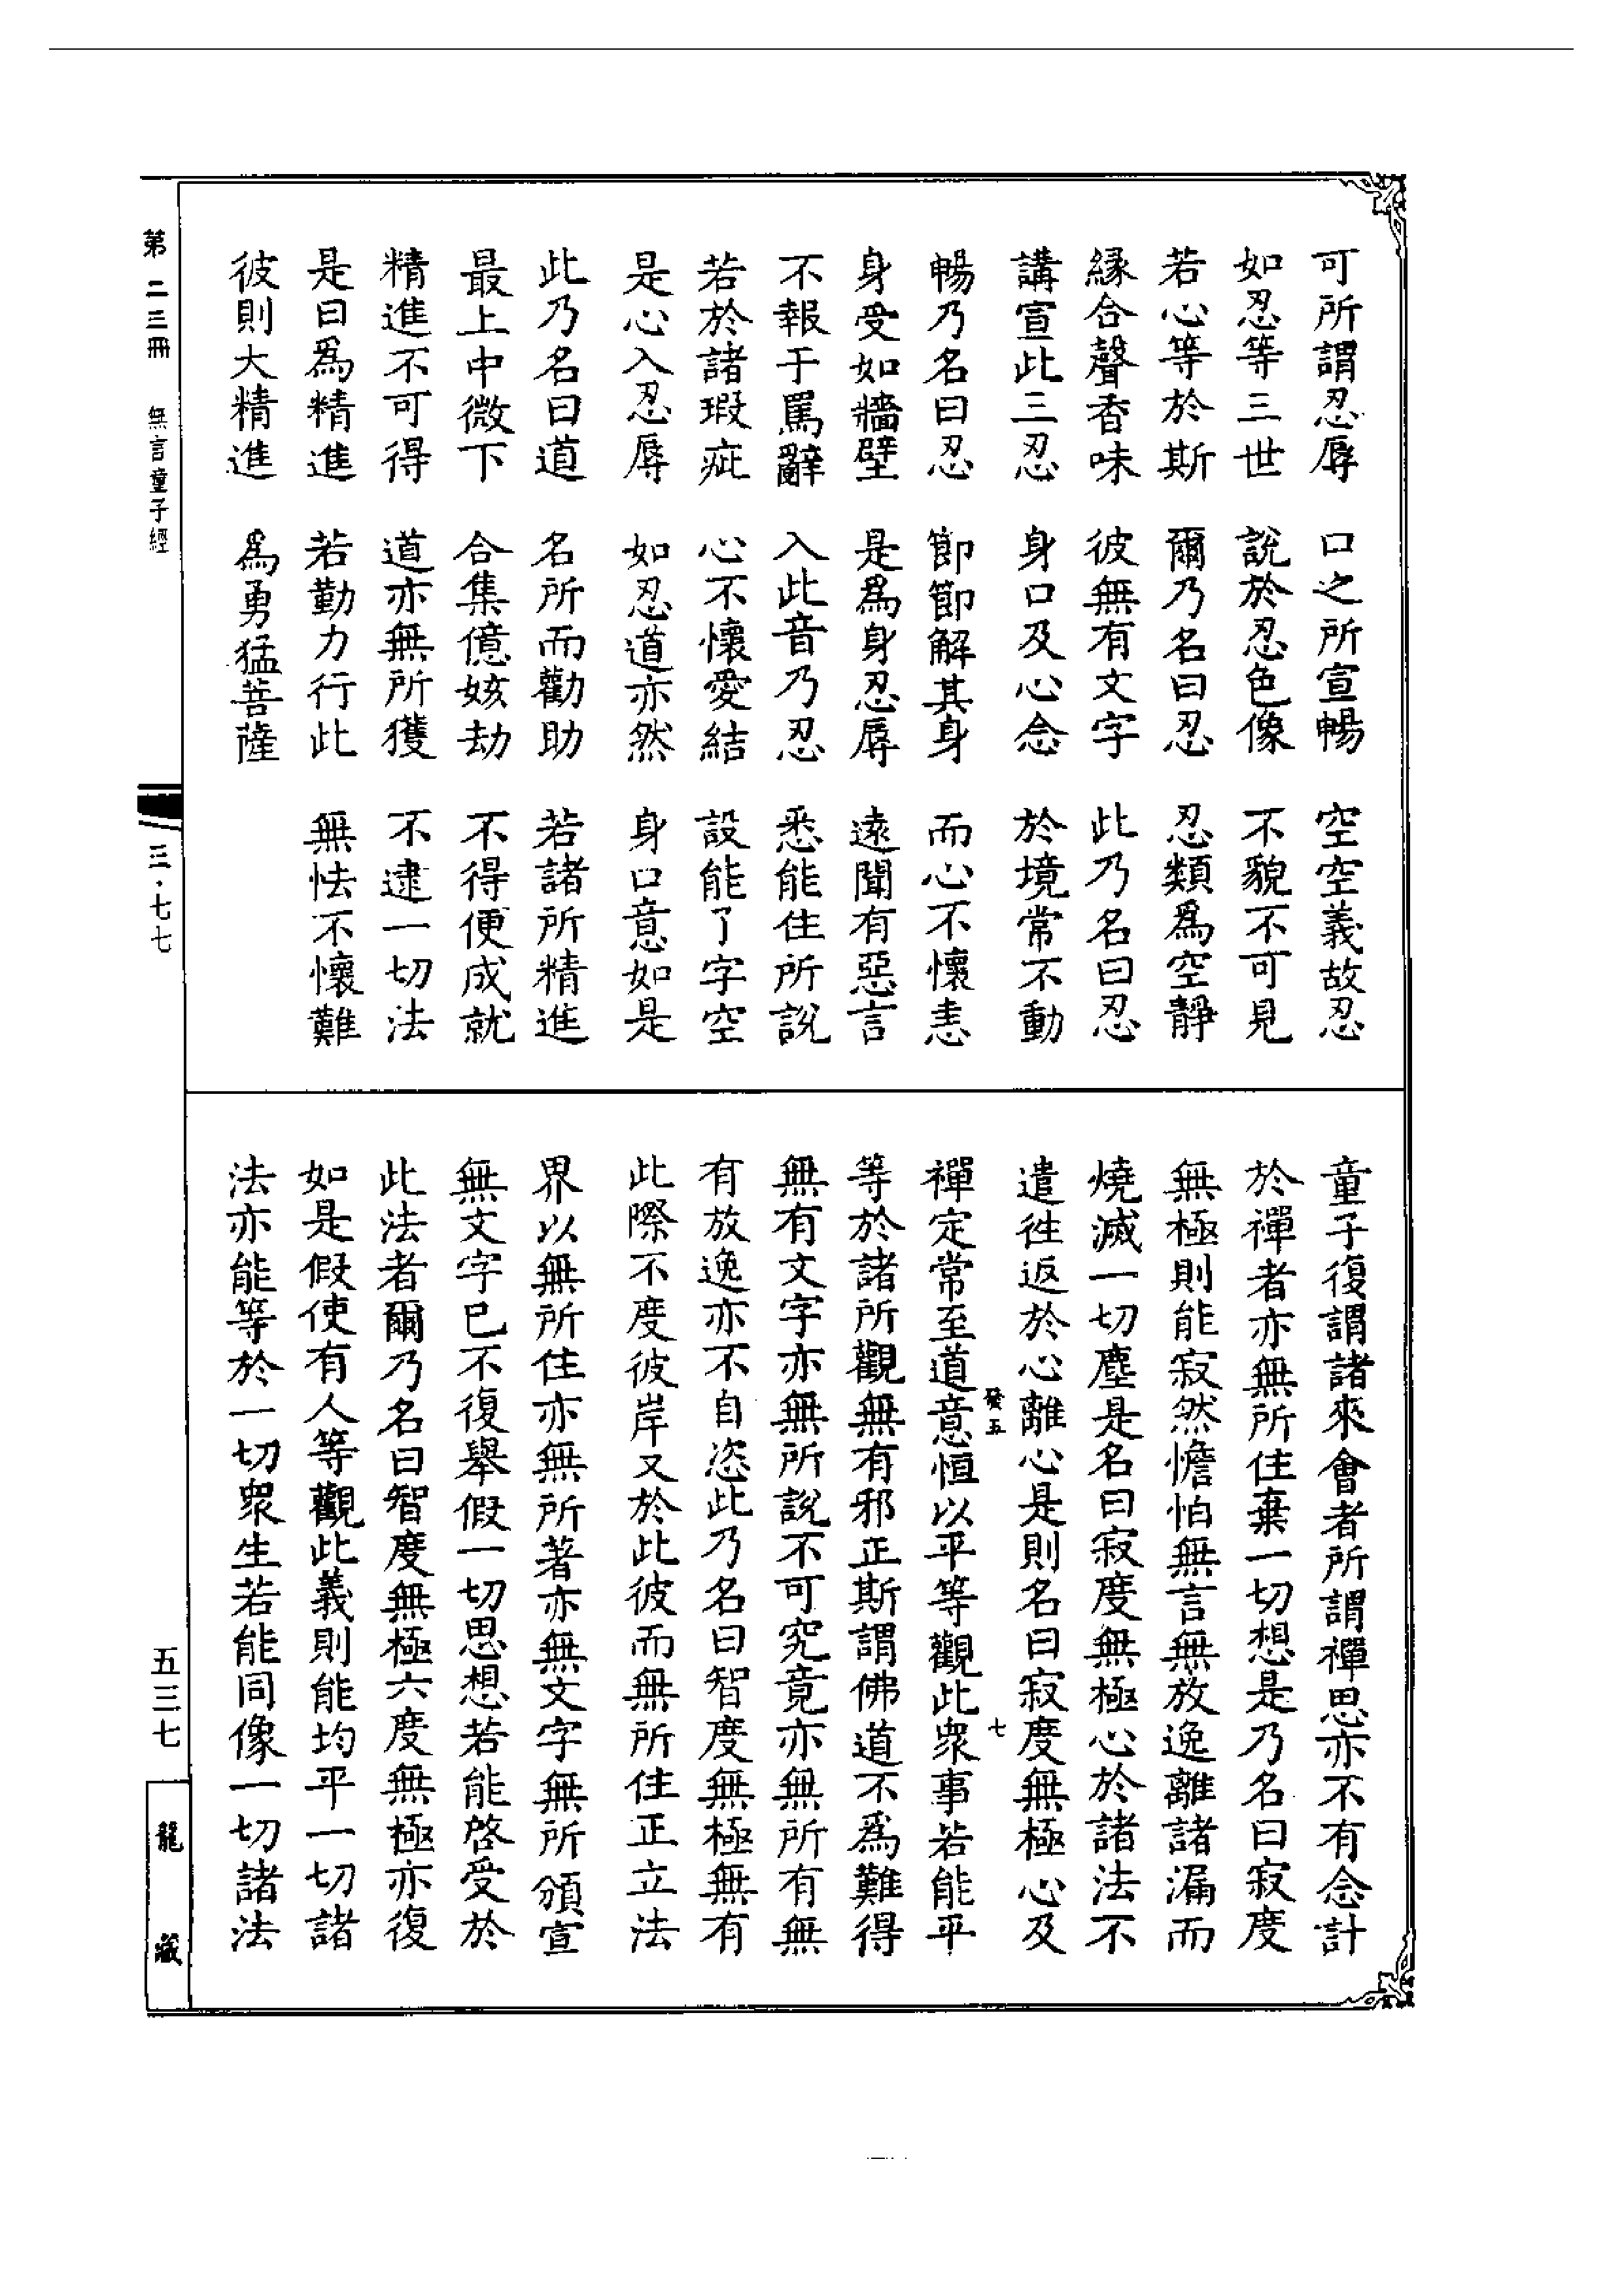 可所謂忍辱　口之所宣暢　空空義故忍
如忍等三世　說於忍色像　不貌不可見
若心等於斯　爾乃名曰忍　忍類爲空靜
緣合聲香味　彼無有文字　此乃名曰忍
講宣此三忍　身口及心念　於境常不動
暢乃名曰忍　節節解其身　而心不懷恚
身受如牆壁　是爲身忍辱　遠聞有惡言
不報于罵辭　入此音乃忍　悉能住所說
若於諸瑕疵　心不懷愛結　設能了字空
是心入忍辱　如忍道亦然　身口意如是
此乃名曰道　名所而勸助　若諸所精進
最上中微下　合集億姟劫　不得便成就
精進不可得　道亦無所獲　不逮一切法
是曰爲精進　若勤力行此　無怯不懷難
彼則大精進　爲勇猛菩薩
童子復謂諸來會者所謂禪思亦不有念計
於禪者亦無所住棄一切想是乃名曰寂度
無極則能寂然憺怕無言無放逸離諸漏而
燒滅一切塵是名曰寂度無極心於諸法不
遣徃返於心離心是則名曰寂度無極心及
發五　七
禪定常至道意恒以平等觀此衆事若能平
等於諸所觀無有邪正斯謂佛道不爲難得
無有文字亦無所說不可究竟亦無所有無
有放逸亦不自恣此乃名曰智度無極無有
此際不度彼岸又於此彼而無所住正立法
界以無所住亦無所著亦無文字無所頒宣
無文字已不復舉假一切思想若能啓受於
此法者爾乃名曰智度無極六度無極亦復
如是假使有人等觀此義則能均平一切諸
法亦能等於一切衆生若能同像一切諸法
第二三冊　無言童子經
三·七七
五三七
龍藏